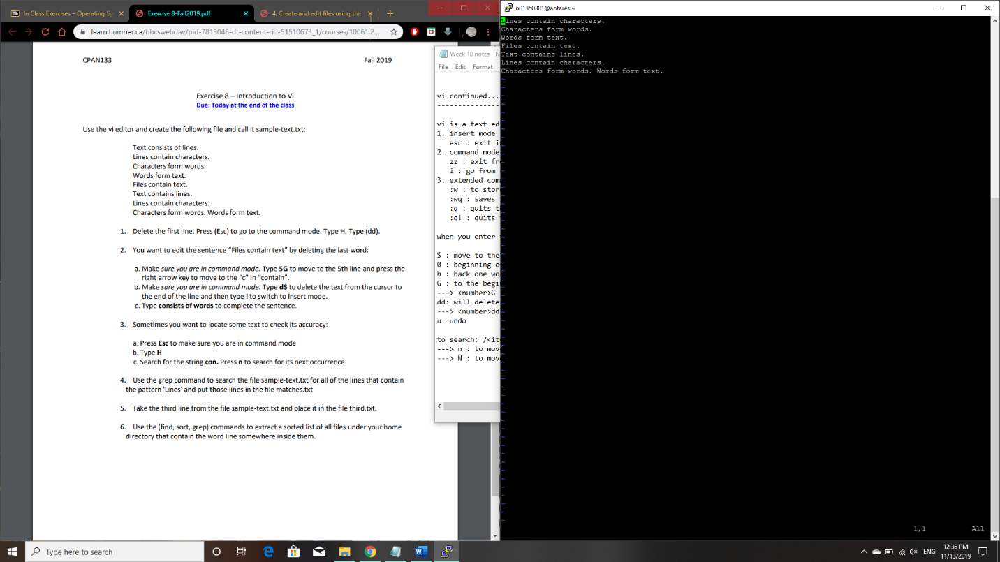 In Class Exercises – Operating Sy
Exercise 8-Fall2019.pdf
4. Create and edit files using the
learn.humber.ca/bbcswebdav/pid-7819046-dt-content-rid-51510673_1/courses/10061.2...
CPAN133 Fall 2019
Exercise 8 – Introduction to Vi
Due: Today at the end of the class
Use the vi editor and create the following file and call it sample-text.txt:
Text consists of lines.
Lines contain characters.
Characters form words.
Words form text.
Files contain text.
Text contains lines.
Lines contain characters.
Characters form words. Words form text.
1. Delete the first line. Press (Esc) to go to the command mode. Type H. Type (dd).
2. You want to edit the sentence “Files contain text” by deleting the last word:
a. Make sure you are in command mode. Type 5G to move to the 5th line and press the
right arrow key to move to the “c” in “contain”.
b. Make sure you are in command mode. Type d$ to delete the text from the cursor to
the end of the line and then type i to switch to insert mode.
c. Type consists of words to complete the sentence.
3. Sometimes you want to locate some text to check its accuracy:
a. Press Esc to make sure you are in command mode
b. Type H
c. Search for the string con. Press n to search for its next occurrence
4. Use the grep command to search the file sample-text.txt for all of the lines that contain
the pattern 'Lines' and put those lines in the file matches.txt
5. Take the third line from the file sample-text.txt and place it in the file third.txt.
6. Use the (find, sort, grep) commands to extract a sorted list of all files under your home
directory that contain the word line somewhere inside them.
Week 10 notes - N
File Edit Format
vi continued...
---------------
vi is a text ed
1. insert mode
esc : exit i
2. command mode
zz : exit fr
i : go from
3. extended com
:w : to stor
:wq : saves
:q : quits t
:q! : quits
when you enter
$ : move to the
0 : beginning o
b : back one wo
G : to the begi
---> <number>G
dd: will delete
---> <number>dd
u: undo
to search: /<it
---> n : to mov
---> N : to mov
n01350301@antares:~
Lines contain characters.
Characters form words.
Words form text.
Files contain text.
Text contains lines.
Lines contain characters.
Characters form words. Words form text.
1,1 All
Type here to search
ENG
12:36 PM
11/13/2019